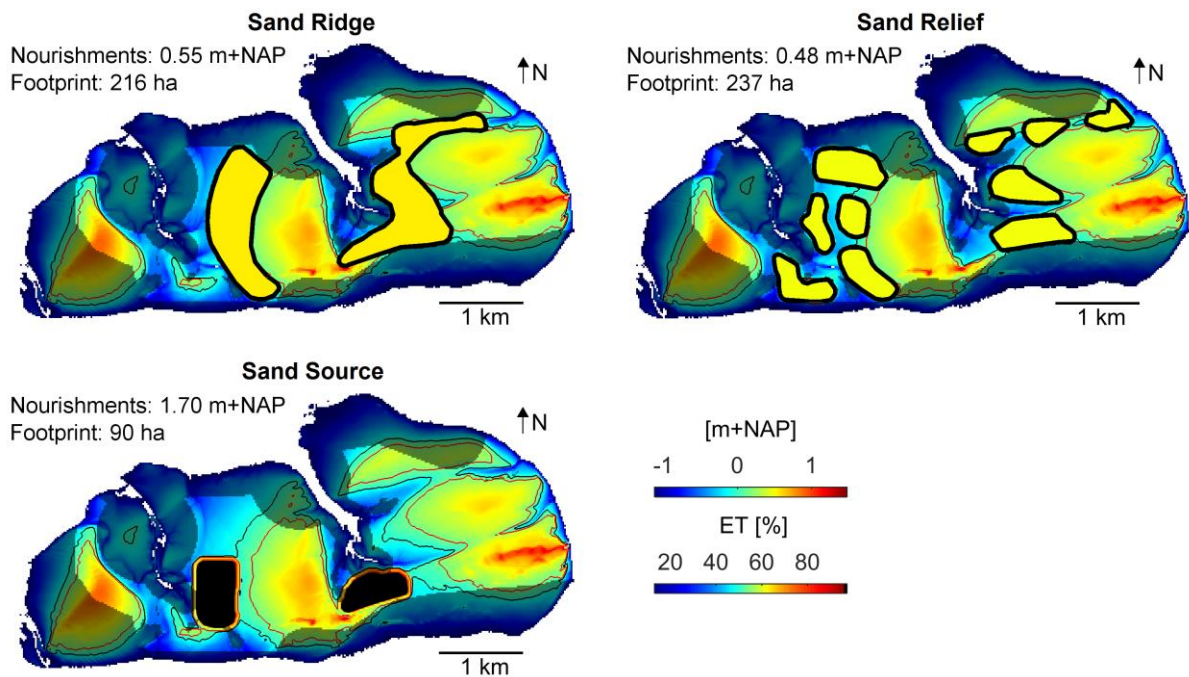 Sand Ridge
Nourishments: 0.55 m+NAP
Footprint: 216 ha
↑N
1 km
Sand Relief
Nourishments: 0.48 m+NAP
Footprint: 237 ha
↑N
1 km
Sand Source
Nourishments: 1.70 m+NAP
Footprint: 90 ha
↑N
1 km
[m+NAP]
-1 0 1
ET [%]
20 40 60 80